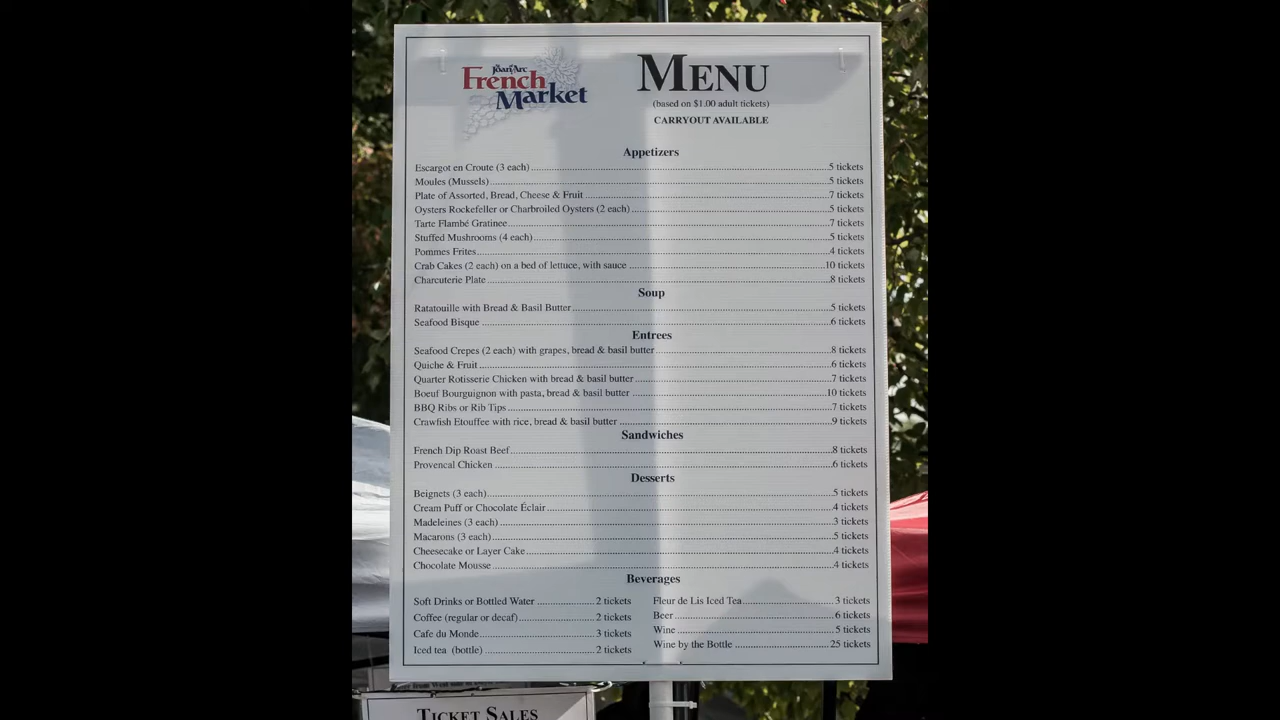 Joan of Arc
French
Market
MENU
(based on $1.00 adult tickets)
CARRYOUT AVAILABLE
Appetizers
Escargot en Croute (3 each) 5 tickets
Moules (Mussels) 5 tickets
Plate of Assorted, Bread, Cheese & Fruit 7 tickets
Oysters Rockefeller or Charbroiled Oysters (2 each) 5 tickets
Tarte Flambé Gratinee 7 tickets
Stuffed Mushrooms (4 each) 5 tickets
Pommes Frites 4 tickets
Crab Cakes (2 each) on a bed of lettuce, with sauce 10 tickets
Charcuterie Plate 8 tickets
Soup
Ratatouille with Bread & Basil Butter 5 tickets
Seafood Bisque 6 tickets
Entrees
Seafood Crepes (2 each) with grapes, bread & basil butter 8 tickets
Quiche & Fruit 6 tickets
Quarter Rotisserie Chicken with bread & basil butter 7 tickets
Boeuf Bourguignon with pasta, bread & basil butter 10 tickets
BBQ Ribs or Rib Tips 7 tickets
Crawfish Etouffee with rice, bread & basil butter 9 tickets
Sandwiches
French Dip Roast Beef 8 tickets
Provencal Chicken 6 tickets
Desserts
Beignets (3 each) 5 tickets
Cream Puff or Chocolate Éclair 4 tickets
Madeleines (3 each) 3 tickets
Macarons (3 each) 5 tickets
Cheesecake or Layer Cake 4 tickets
Chocolate Mousse 4 tickets
Beverages
Soft Drinks or Bottled Water 2 tickets
Coffee (regular or decaf) 2 tickets
Cafe du Monde 3 tickets
Iced tea (bottle) 2 tickets
Fleur de Lis Iced Tea 3 tickets
Beer 6 tickets
Wine 5 tickets
Wine by the Bottle 25 tickets
TICKET SALES